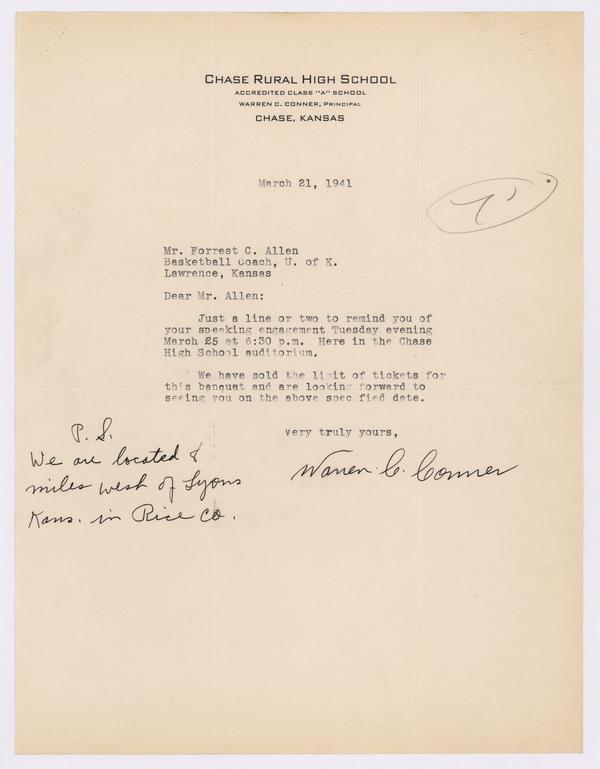 CHASE RURAL HIGH SCHOOL
ACCREDITED CLASS "A" SCHOOL
WARREN C. CONNER, PRINCIPAL
CHASE, KANSAS
March 21, 1941
Mr. Forrest C. Allen
Basketball Coach, U. of K.
Lawrence, Kansas
Dear Mr. Allen:
Just a line or two to remind you of
your speaking engagement Tuesday evening
March 25 at 6:30 p.m. Here in the Chase
High School auditorium.
We have sold the limit of tickets for
this banquat and are looking forward to
seeing you on the above spec fied date.
Very truly yours,
Warren C. Conner
P.S.
We are located 8
miles west of Lyons
Kans. in Rice Co.